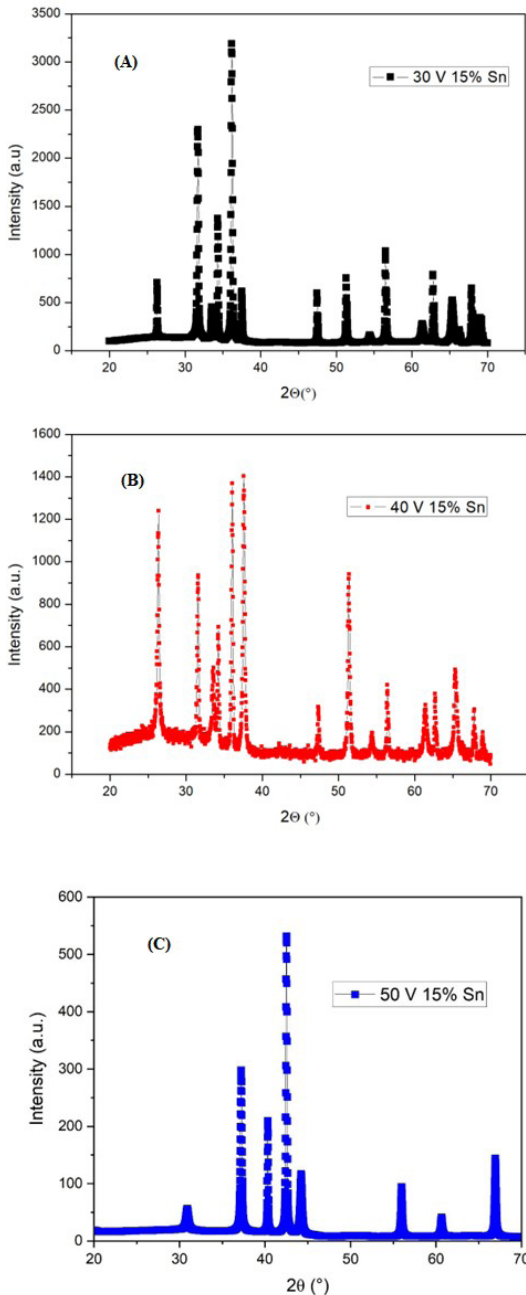 3500
3000
2500
2000
1500
1000
500
0
Intensity (a.u)
(A)
30 V 15% Sn
20 30 40 50 60 70
2Θ(°)
1600
1400
1200
1000
800
600
400
200
0
Intensity (a.u.)
(B)
40 V 15% Sn
20 30 40 50 60 70
2Θ (°)
600
500
400
300
200
100
0
Intensity (a.u.)
(C)
50 V 15% Sn
20 30 40 50 60 70
2θ (°)